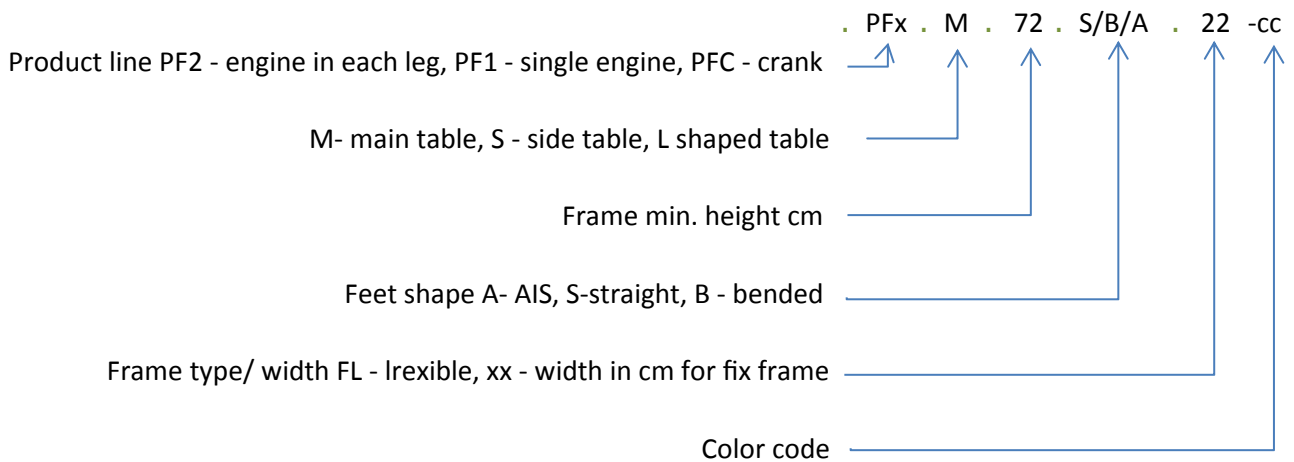 . PFx . M . 72 . S/B/A . 22 -cc
Product line PF2 - engine in each leg, PF1 - single engine, PFC - crank
M- main table, S - side table, L shaped table
Frame min. height cm
Feet shape A- AIS, S-straight, B - bended
Frame type/ width FL - lrexible, xx - width in cm for fix frame
Color code